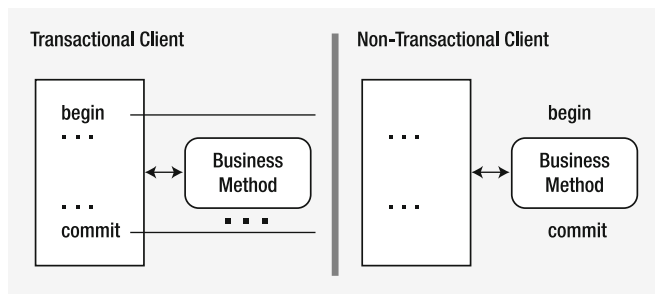 Transactional Client
begin
...
Business
Method
...
commit
...
Non-Transactional Client
begin
...
Business
Method
...
commit